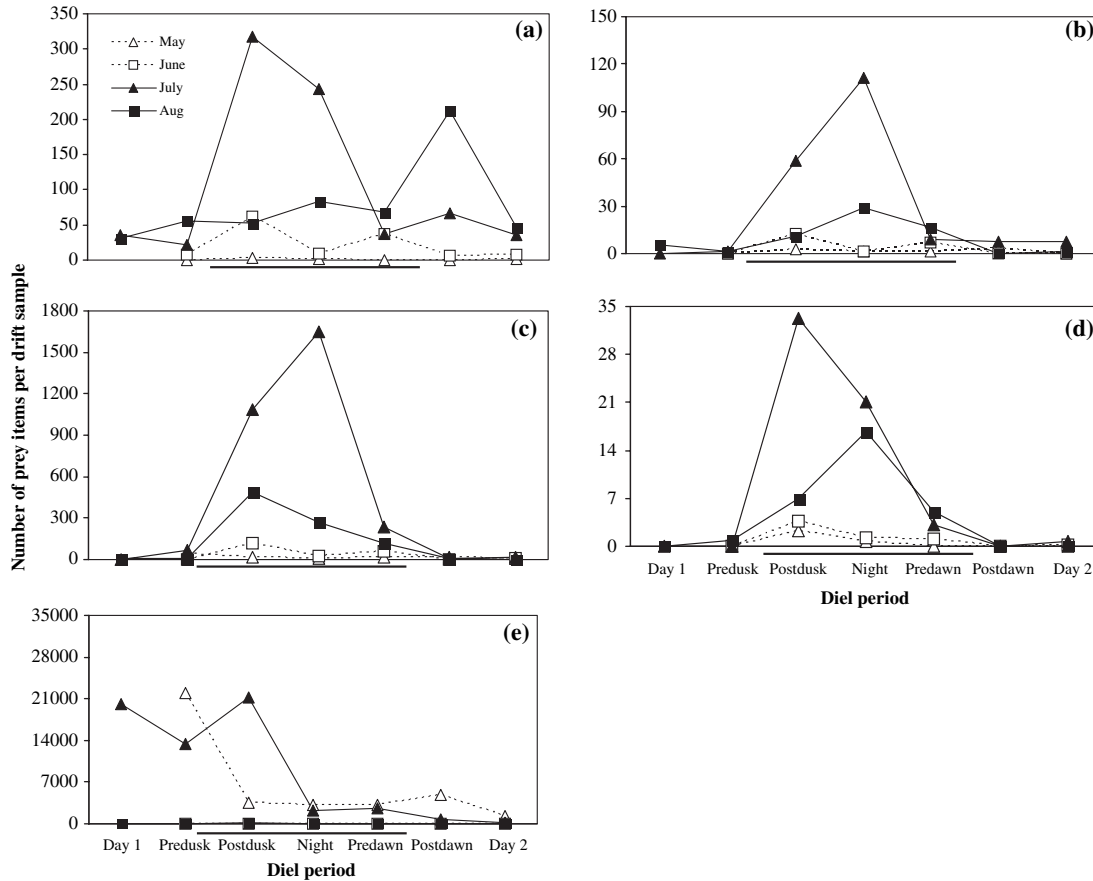 Number of prey items per drift sample
350
300
250
200
150
100
50
0
May
June
July
Aug
(a)
150
120
90
60
30
0
(b)
1800
1500
1200
900
600
300
0
(c)
35
28
21
14
7
0
(d)
Day 1 Predusk Postdusk Night Predawn Postdawn Day 2
Diel period
35000
28000
21000
14000
7000
0
(e)
Day 1 Predusk Postdusk Night Predawn Postdawn Day 2
Diel period